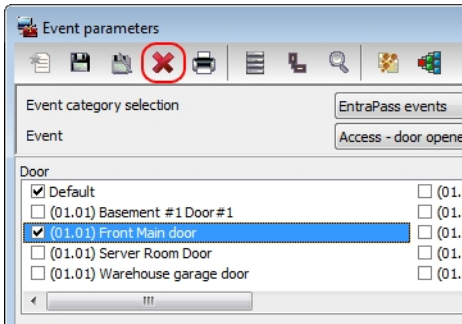 Event parameters
Event category selection
EntraPass events
Event
Access - door opene
Door
Default
(01.
(01.01) Basement #1 Door#1
(01.
(01.01) Front Main door
(01.
(01.01) Server Room Door
(01.
(01.01) Warehouse garage door
(01.